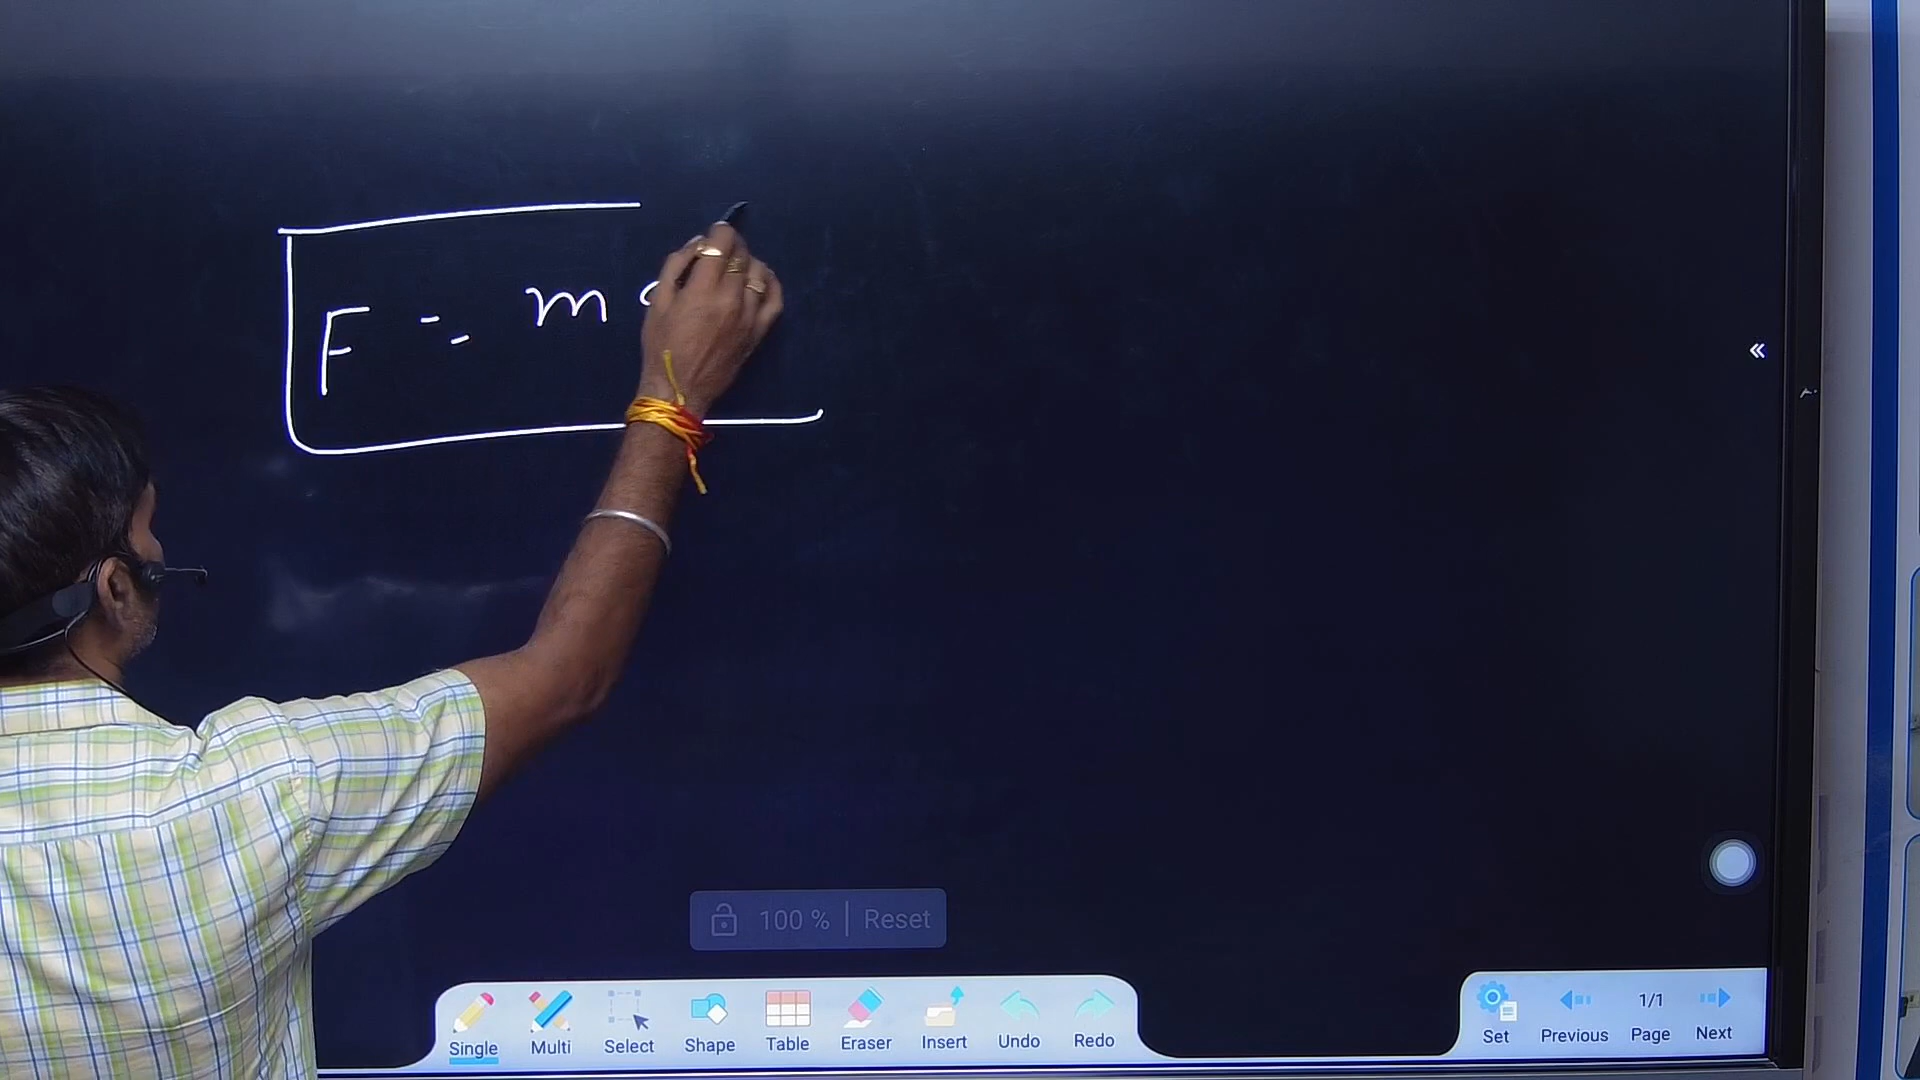 F = m
100 % | Reset
Single Multi Select Shape Table Eraser Insert Undo Redo
Set Previous 1/1 Page Next